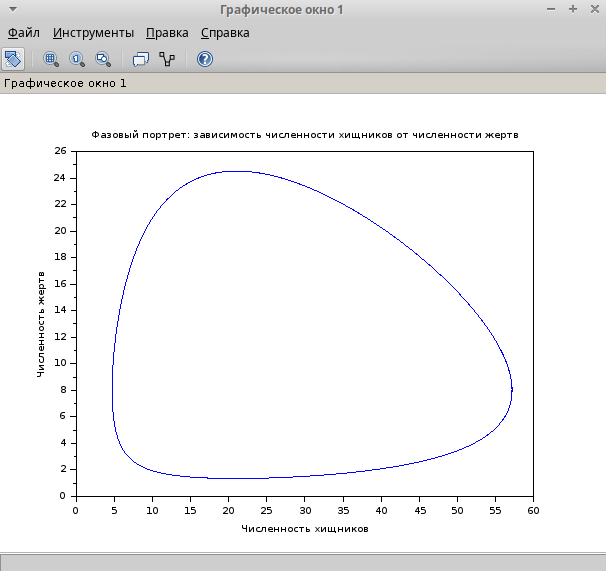 Графическое окно 1
Файл Инструменты Правка Справка
Графическое окно 1
Фазовый портрет: зависимость численности хищников от численности жертв
26
24
22
20
18
16
14
12
10
8
6
4
2
0
Численность жертв
0 5 10 15 20 25 30 35 40 45 50 55 60
Численность хищников